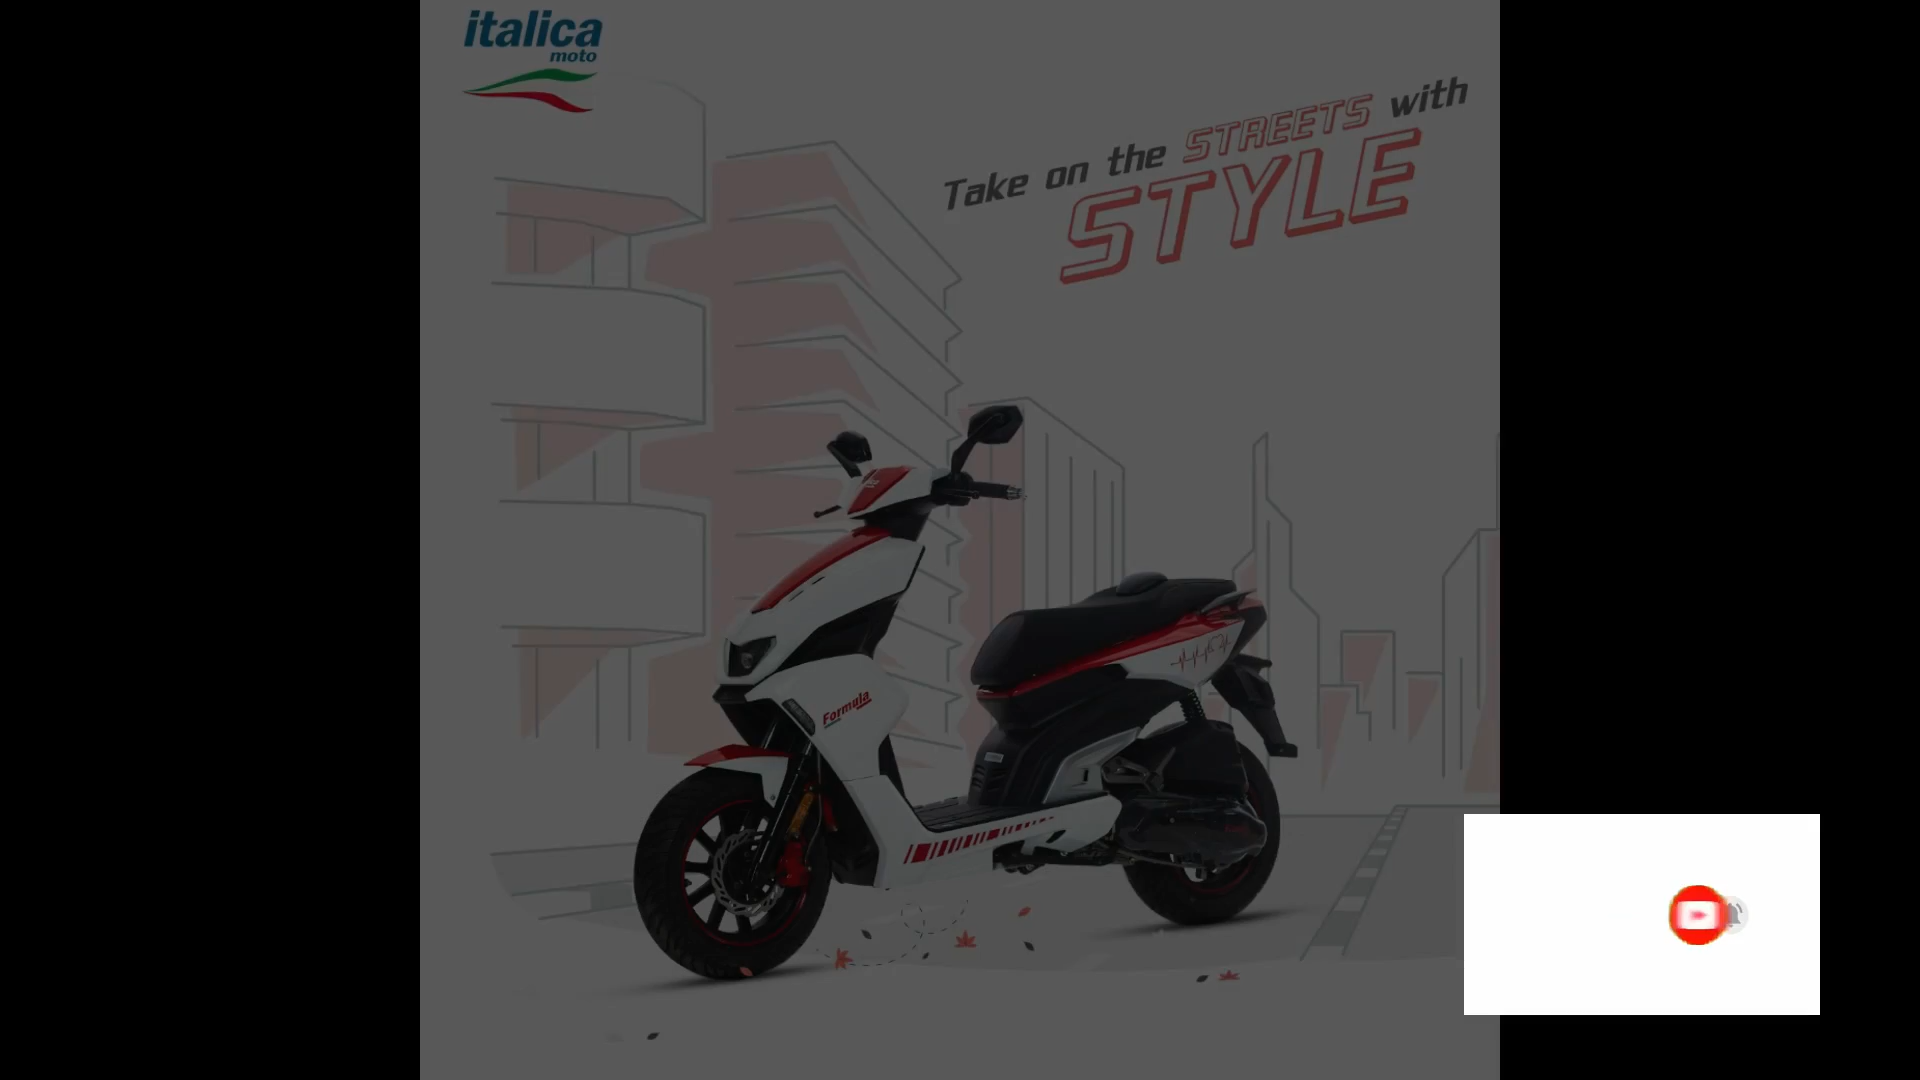 italica
moto
Take on the STREETS with
STYLE
Formula